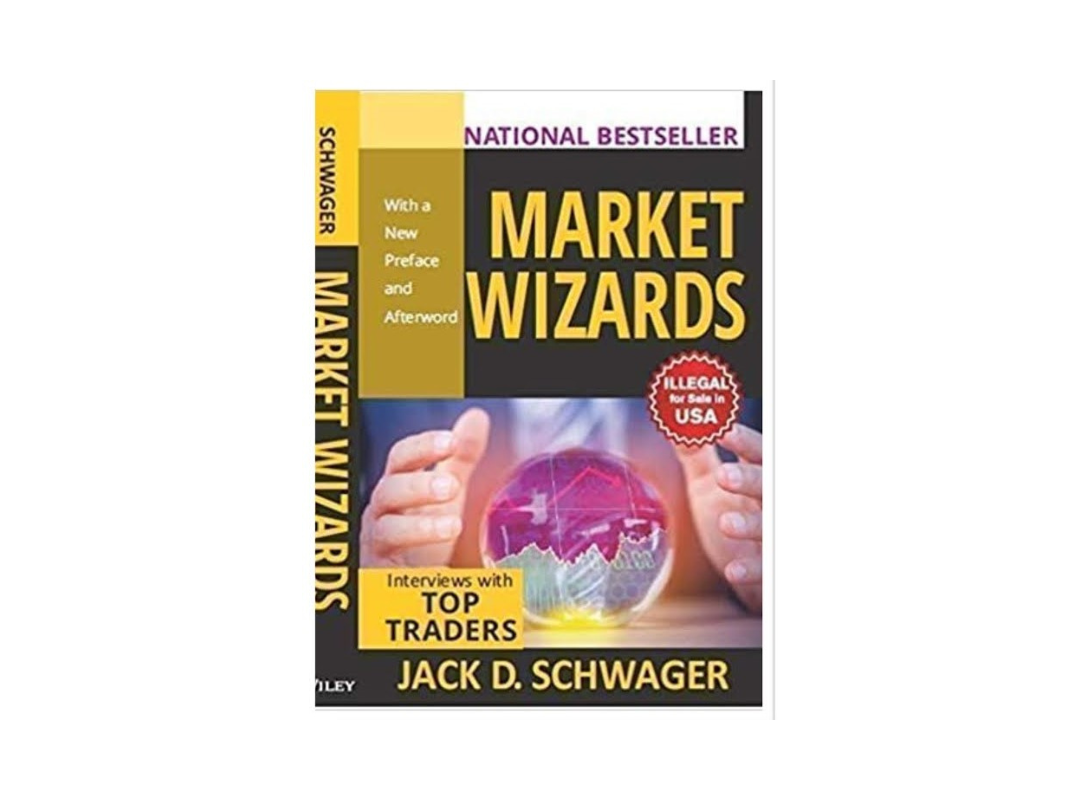 SCHWAGER
MARKET WIZARDS
WILEY
NATIONAL BESTSELLER
With a
New
Preface
and
Afterword
MARKET
WIZARDS
ILLEGAL
for Sale in
USA
Interviews with
TOP
TRADERS
JACK D. SCHWAGER